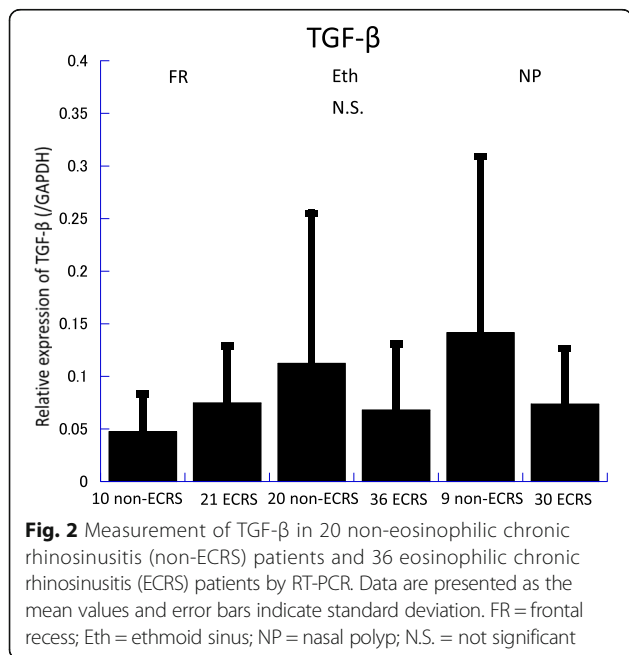 TGF-β
0.4
FR Eth NP
N.S.
0.35
0.3
0.25
0.2
0.15
0.1
0.05
0
Relative expression of TGF-β (/GAPDH)
10 non-ECRS 21 ECRS 20 non-ECRS 36 ECRS 9 non-ECRS 30 ECRS
Fig. 2 Measurement of TGF-β in 20 non-eosinophilic chronic
rhinosinusitis (non-ECRS) patients and 36 eosinophilic chronic
rhinosinusitis (ECRS) patients by RT-PCR. Data are presented as the
mean values and error bars indicate standard deviation. FR = frontal
recess; Eth = ethmoid sinus; NP = nasal polyp; N.S. = not significant